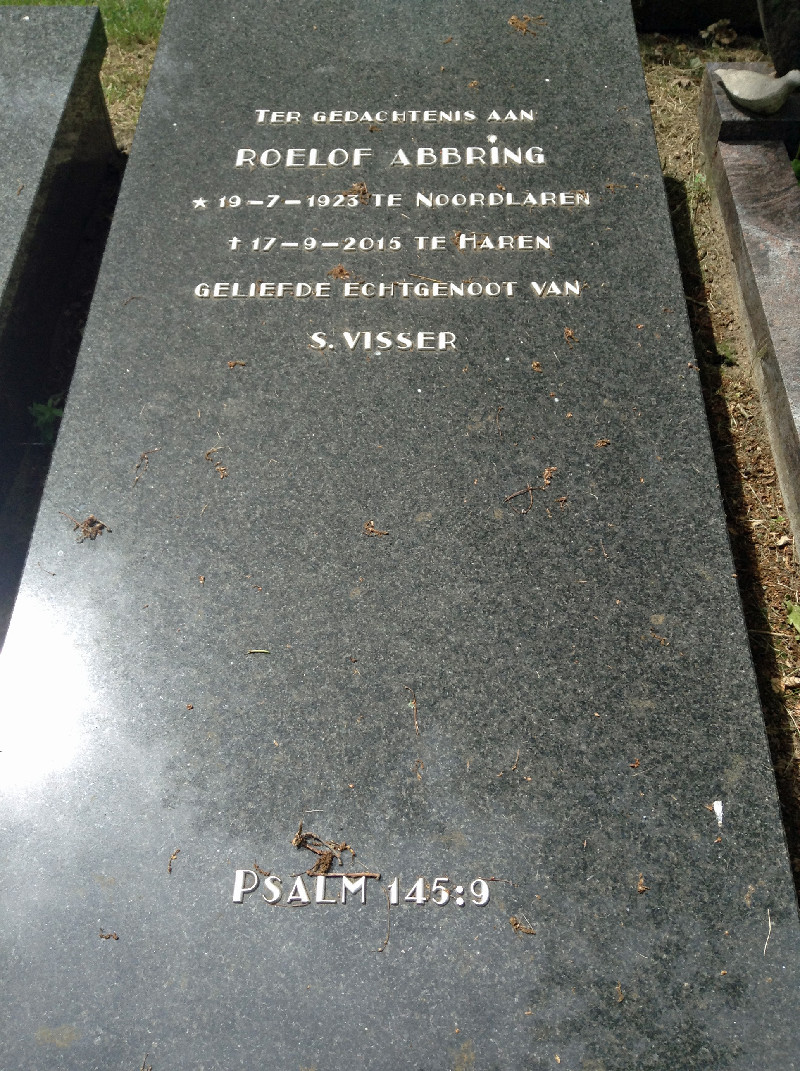 Ter gedachtenis aan
ROELOF ABBRING
★ 19-7-1923 te Noordlaren
† 17-9-2015 te Haren
geliefde echtgenoot van
S. VISSER
Psalm 145:9